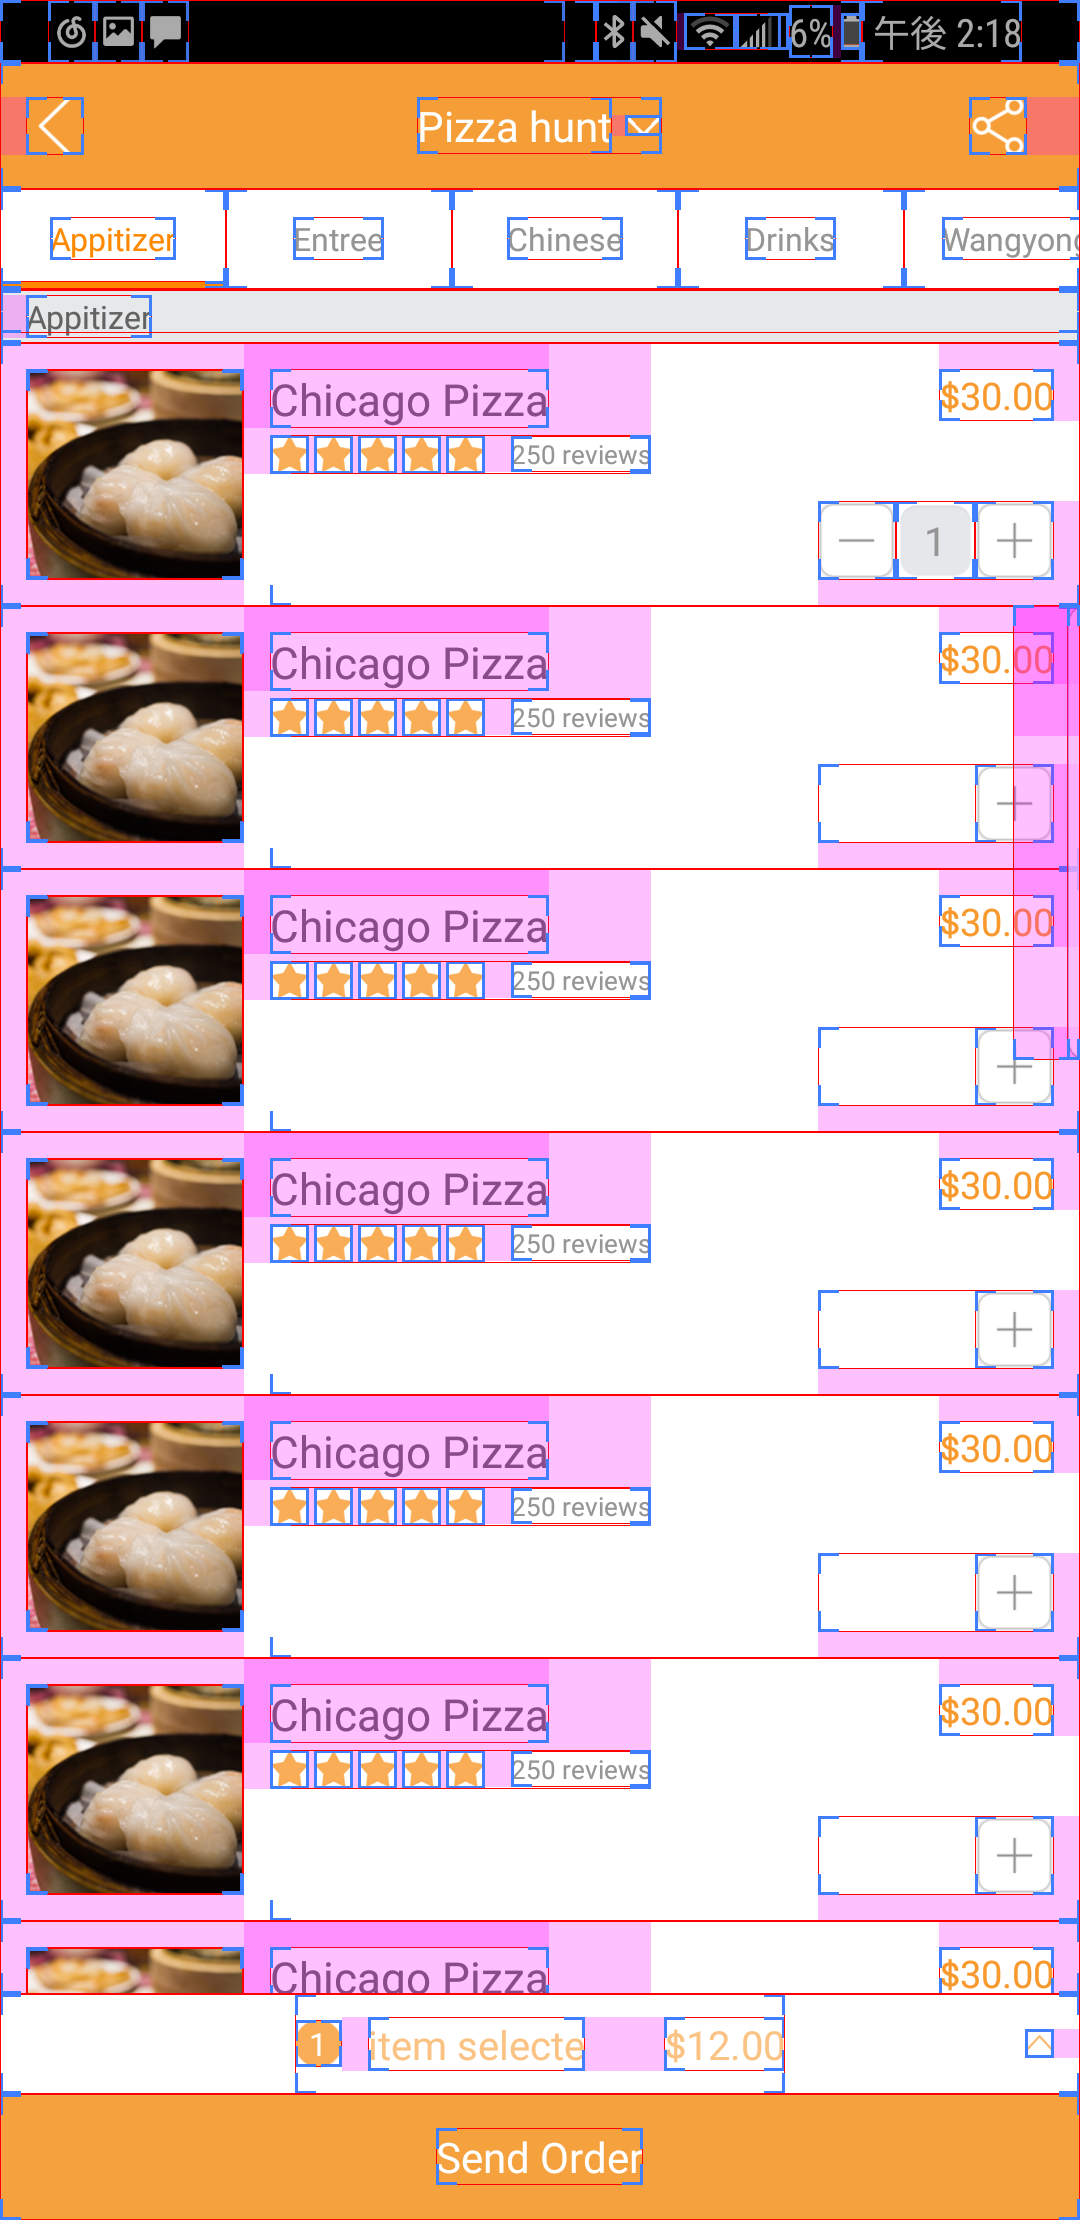 6% 午後 2:18
Pizza hunt
Appitizer Entree Chinese Drinks Wangyong
Appitizer
Chicago Pizza $30.00
250 reviews
1
Chicago Pizza $30.00
250 reviews
Chicago Pizza $30.00
250 reviews
Chicago Pizza $30.00
250 reviews
Chicago Pizza $30.00
250 reviews
Chicago Pizza $30.00
250 reviews
Chicago Pizza $30.00
1 item selecte $12.00
Send Order